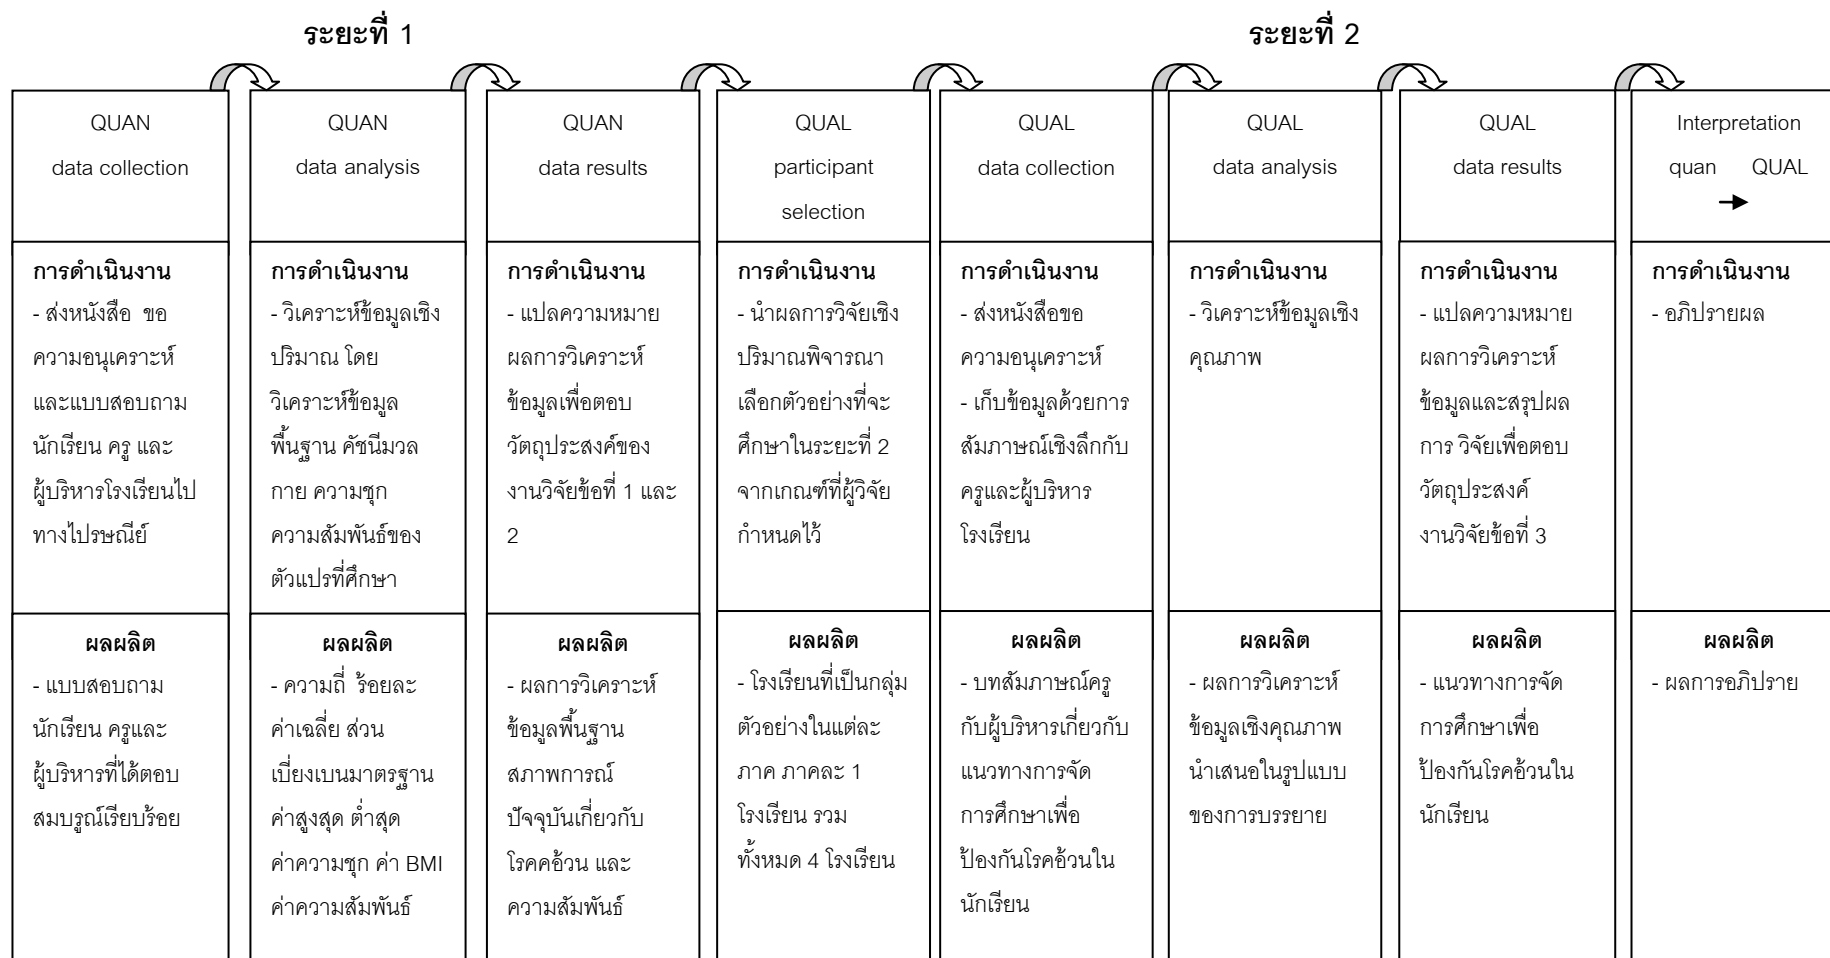 ระยะที่ 1
ระยะที่ 2
QUAN
data collection
การดำเนินงาน
- ส่งหนังสือ ขอ
ความอนุเคราะห์
และแบบสอบถาม
นักเรียน ครู และ
ผู้บริหารโรงเรียนไป
ทางไปรษณีย์
ผลผลิต
- แบบสอบถาม
นักเรียน ครูและ
ผู้บริหารที่ได้ตอบ
สมบรูณ์เรียบร้อย
QUAN
data analysis
การดำเนินงาน
- วิเคราะห์ข้อมูลเชิง
ปริมาณ โดย
วิเคราะห์ข้อมูล
พื้นฐาน คัชนีมวล
กาย ความชุก
ความสัมพันธ์ของ
ตัวแปรที่ศึกษา
ผลผลิต
- ความถี่ ร้อยละ
ค่าเฉลี่ย ส่วน
เบี่ยงเบนมาตรฐาน
ค่าสูงสุด ต่ำสุด
ค่าความชุก ค่า BMI
ค่าความสัมพันธ์
QUAN
data results
การดำเนินงาน
- แปลความหมาย
ผลการวิเคราะห์
ข้อมูลเพื่อตอบ
วัตถุประสงค์ของ
งานวิจัยข้อที่ 1 และ
2
ผลผลิต
- ผลการวิเคราะห์
ข้อมูลพื้นฐาน
สภาพการณ์
ปัจจุบันเกี่ยวกับ
โรคคอ้วน และ
ความสัมพันธ์
QUAL
participant
selection
การดำเนินงาน
- นำผลการวิจัยเชิง
ปริมาณพิจารณา
เลือกตัวอย่างที่จะ
ศึกษาในระยะที่ 2
จากเกณฑ์ที่ผู้วิจัย
กำหนดไว้
ผลผลิต
- โรงเรียนที่เป็นกลุ่ม
ตัวอย่างในแต่ละ
ภาค ภาคละ 1
โรงเรียน รวม
ทั้งหมด 4 โรงเรียน
QUAL
data collection
การดำเนินงาน
- ส่งหนังสือขอ
ความอนุเคราะห์
- เก็บข้อมูลด้วยการ
สัมภาษณ์เชิงลึกกับ
ครูและผู้บริหาร
โรงเรียน
ผลผลิต
- บทสัมภาษณ์ครู
กับผู้บริหารเกี่ยวกับ
แนวทางการจัด
การศึกษาเพื่อ
ป้องกันโรคอ้วนใน
นักเรียน
QUAL
data analysis
การดำเนินงาน
- วิเคราะห์ข้อมูลเชิง
คุณภาพ
ผลผลิต
- ผลการวิเคราะห์
ข้อมูลเชิงคุณภาพ
นำเสนอในรูปแบบ
ของการบรรยาย
QUAL
data results
การดำเนินงาน
- แปลความหมาย
ผลการวิเคราะห์
ข้อมูลและสรุปผล
การ วิจัยเพื่อตอบ
วัตถุประสงค์
งานวิจัยข้อที่ 3
ผลผลิต
- แนวทางการจัด
การศึกษาเพื่อ
ป้องกันโรคอ้วนใน
นักเรียน
Interpretation
quan QUAL
การดำเนินงาน
- อภิปรายผล
ผลผลิต
- ผลการอภิปราย